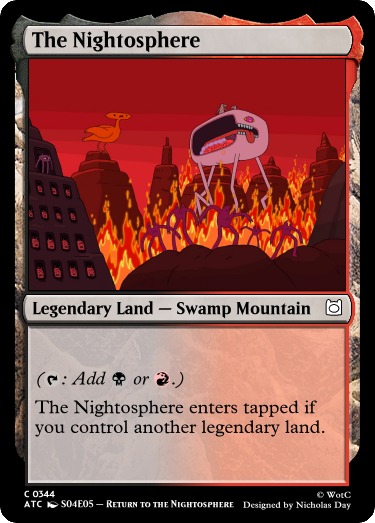 The Nightosphere
Legendary Land — Swamp Mountain
(: Add or .)
The Nightosphere enters tapped if
you control another legendary land.
C 0344
© WotC
ATC S04E05 – Return to the Nightosphere
Designed by Nicholas Day